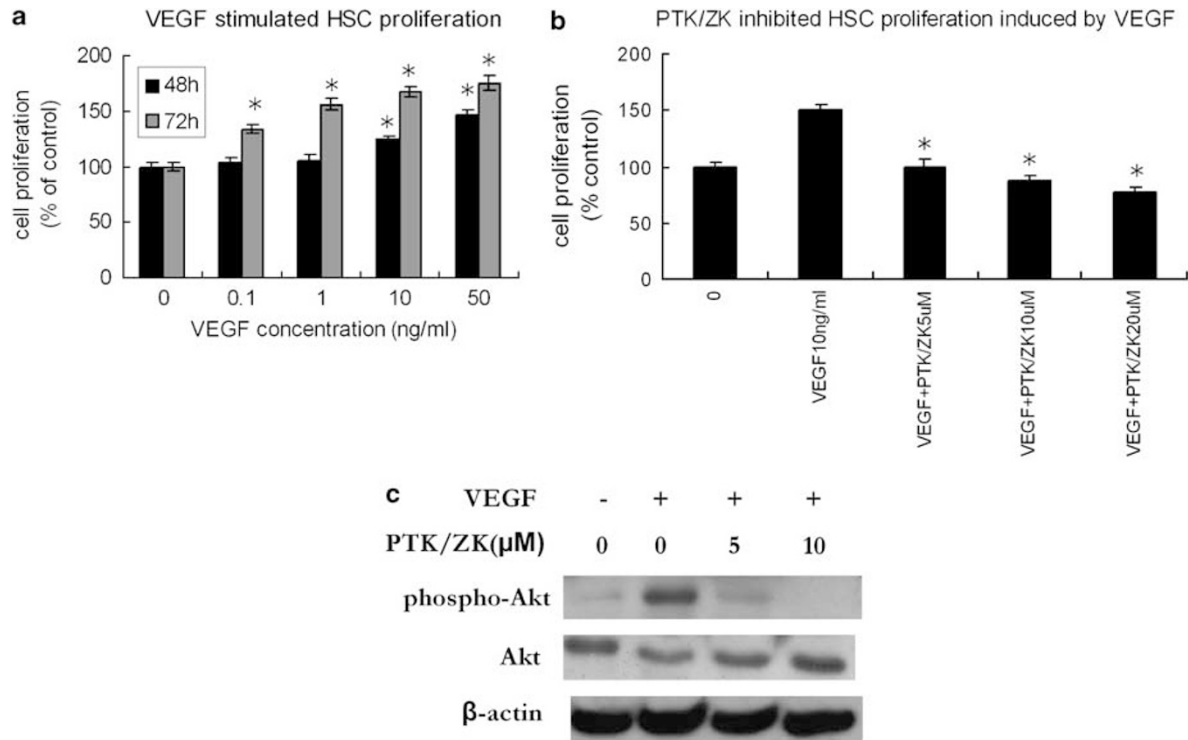 a VEGF stimulated HSC proliferation
cell proliferation
(% of control)
200
150
100
50
0
48h
72h
*
*
*
*
*
*
0 0.1 1 10 50
VEGF concentration (ng/ml)
b PTK/ZK inhibited HSC proliferation induced by VEGF
cell proliferation
(% control)
200
150
100
50
0
*
*
*
0
VEGF10ng/ml
VEGF+PTK/ZK5uM
VEGF+PTK/ZK10uM
VEGF+PTK/ZK20uM
c VEGF - + + +
PTK/ZK(μM) 0 0 5 10
phospho-Akt
Akt
β-actin